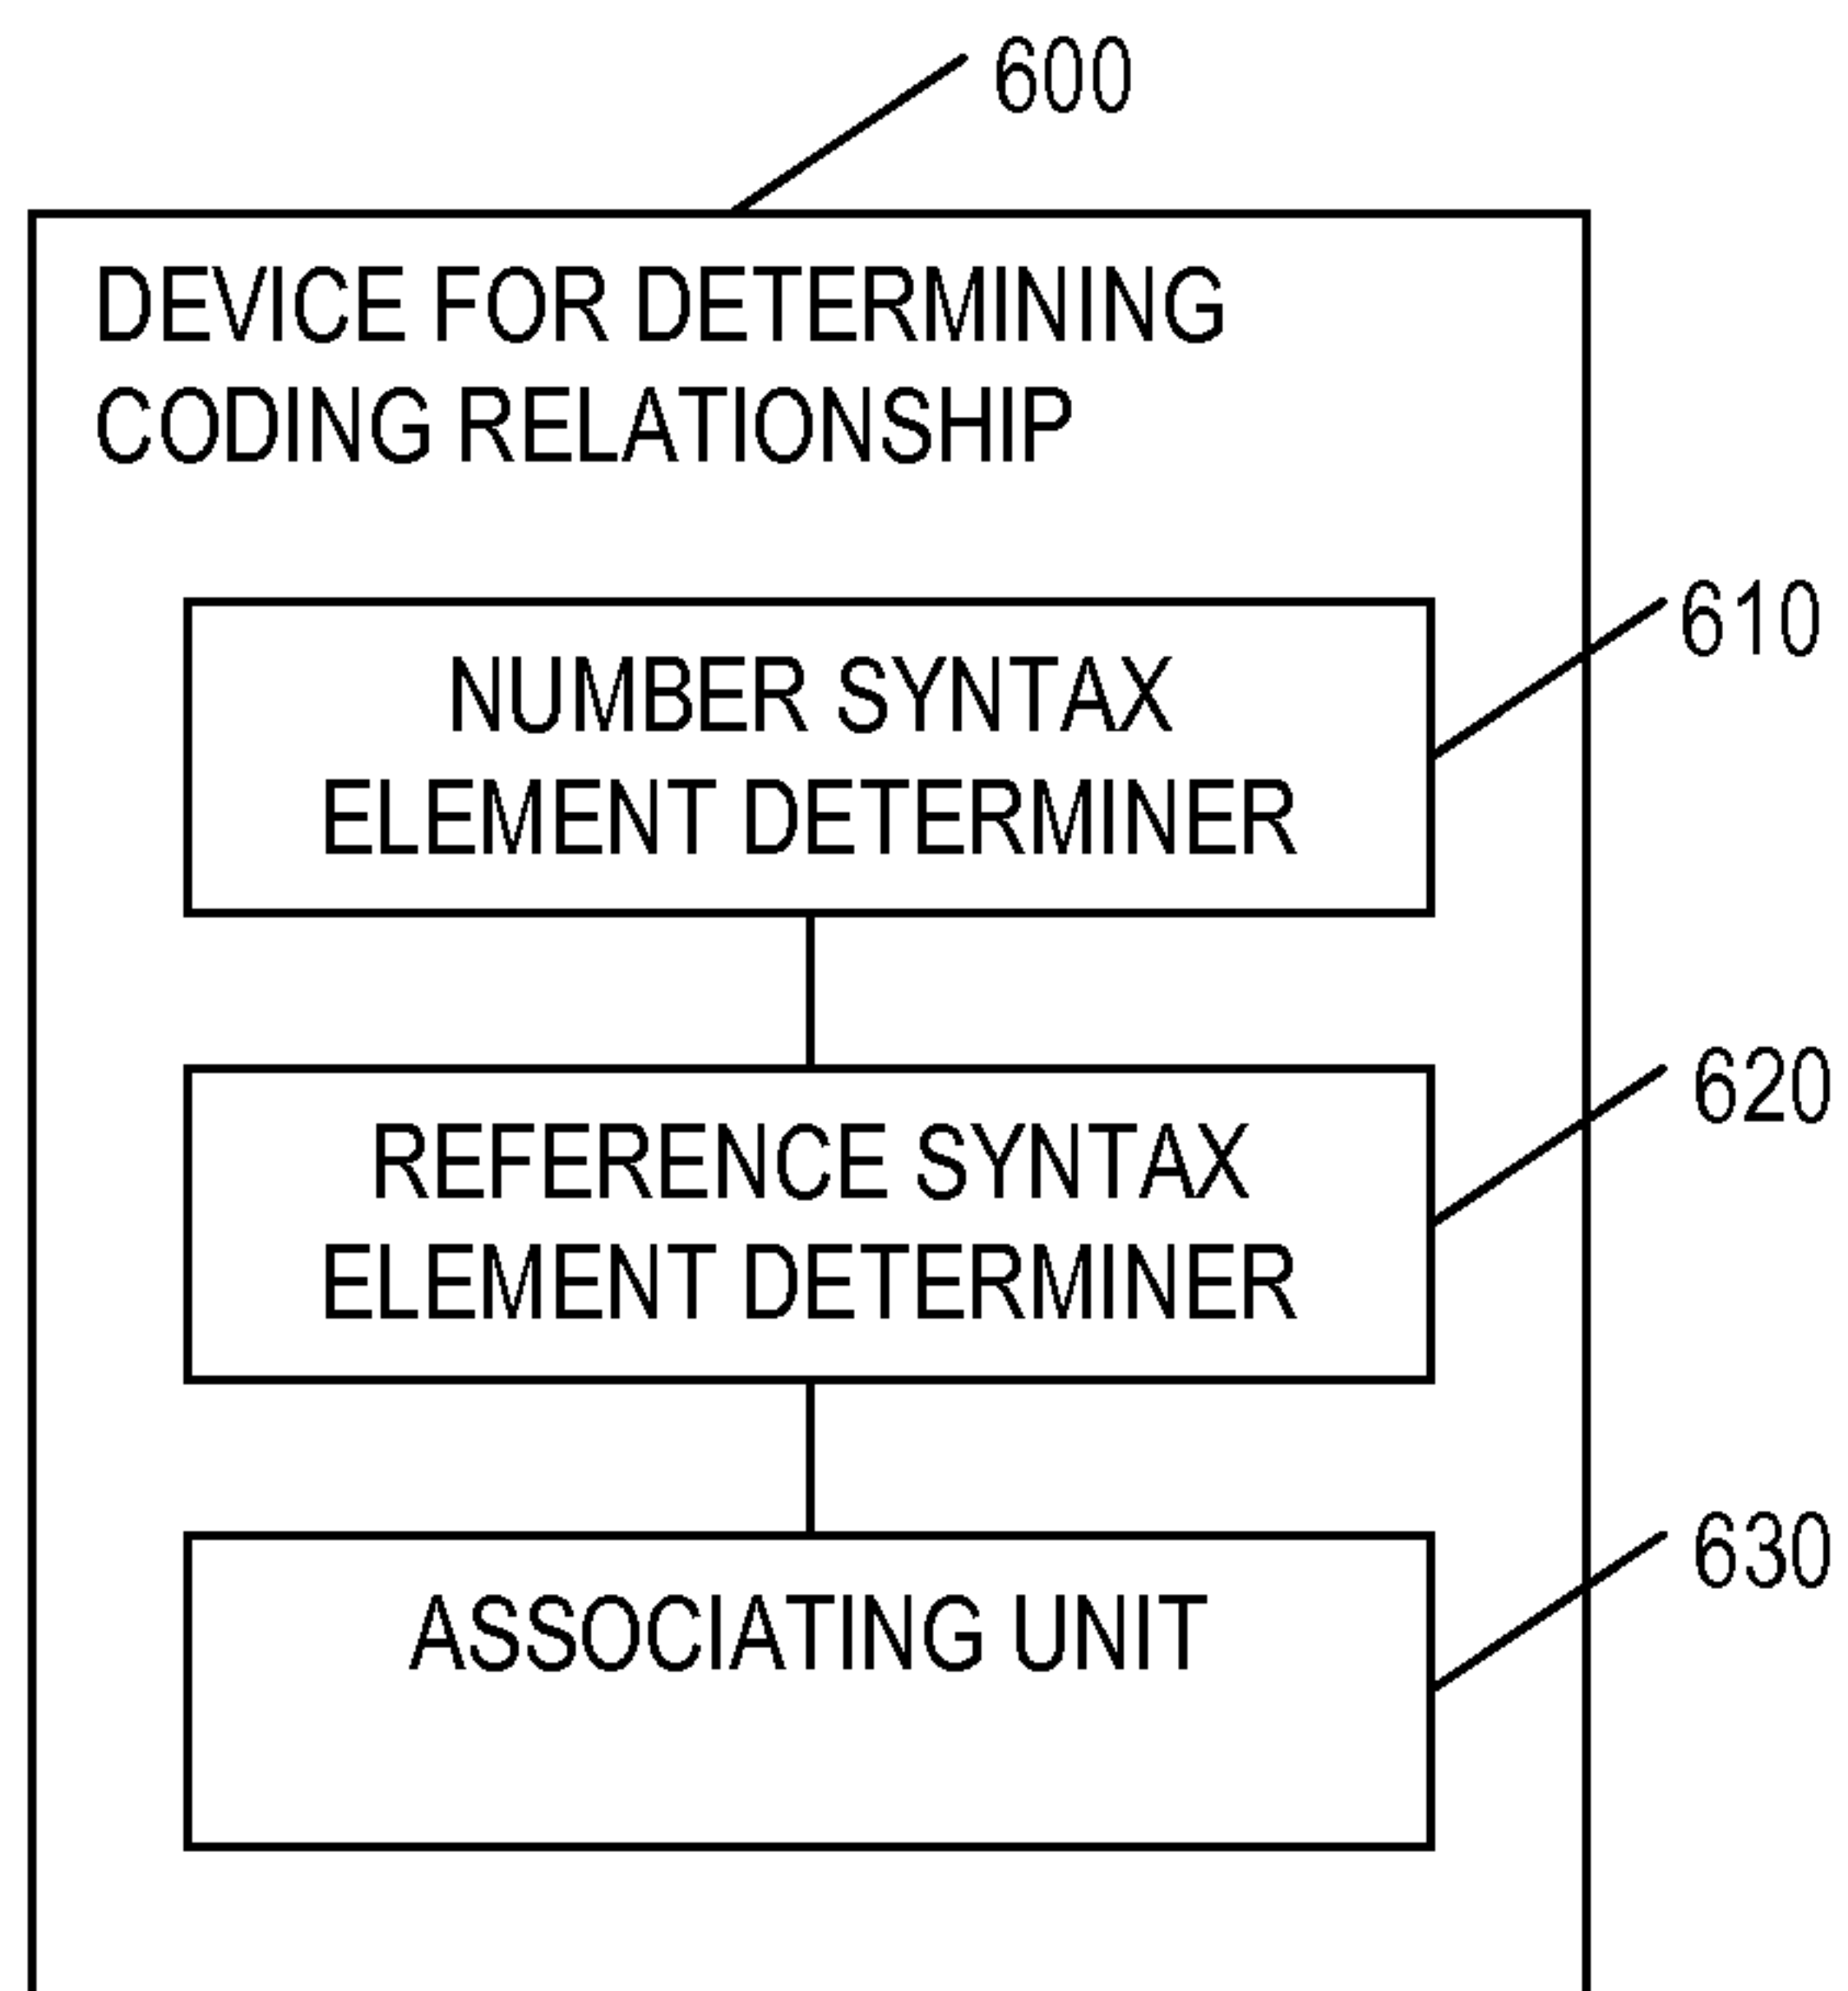 600
DEVICE FOR DETERMINING
CODING RELATIONSHIP
610
NUMBER SYNTAX
ELEMENT DETERMINER
620
REFERENCE SYNTAX
ELEMENT DETERMINER
630
ASSOCIATING UNIT